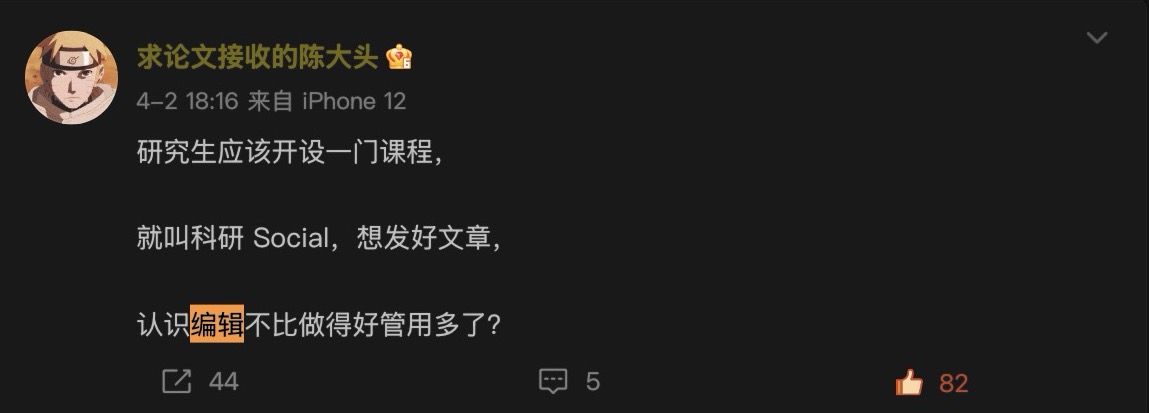 求论文接收的陈大头
4-2 18:16 来自 iPhone 12
研究生应该开设一门课程，
就叫科研 Social，想发好文章，
认识编辑不比做得好管用多了？
44
5
82